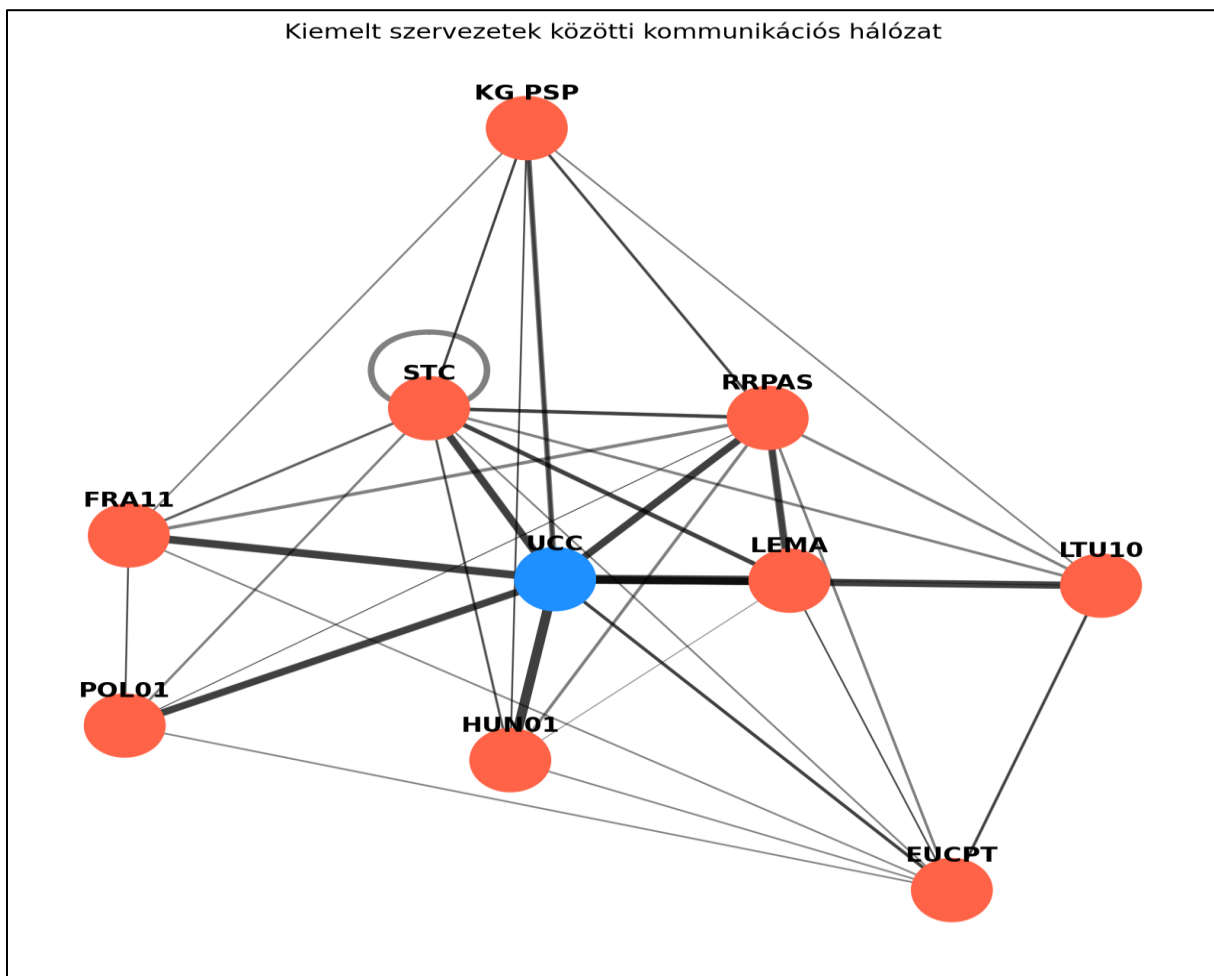 Kiemelt szervezetek közötti kommunikációs hálózat
KG PSP
STC
RRPAS
FRA11
UCC
LEMA
LTU10
POL01
HUN01
EUCPT